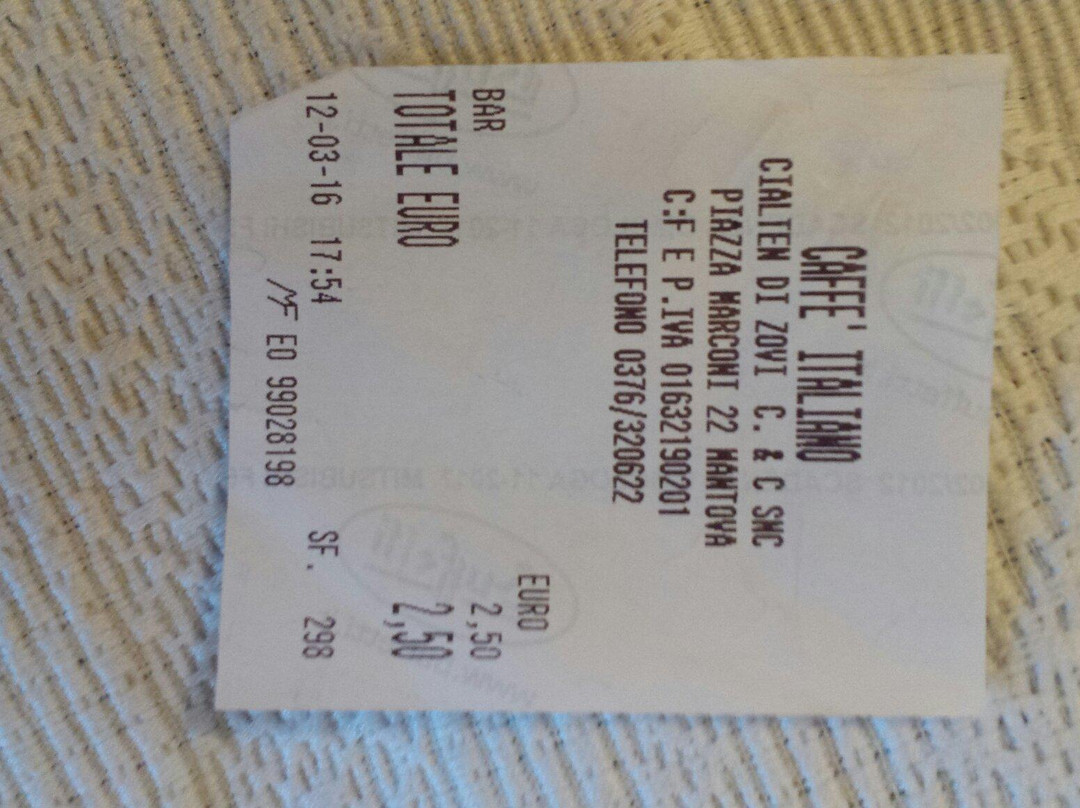 CAFFE' ITALIANO
CIALTEN DI ZOVI C. & C SNC
PIAZZA MARCONI 22 MANTOVA
C:F E P.IVA 01632190201
TELEFONO 0376/320622
EURO
BAR 2,50
TOTALE EURO 2,50
12-03-16 17:54 SF. 298
MF EO 99028198